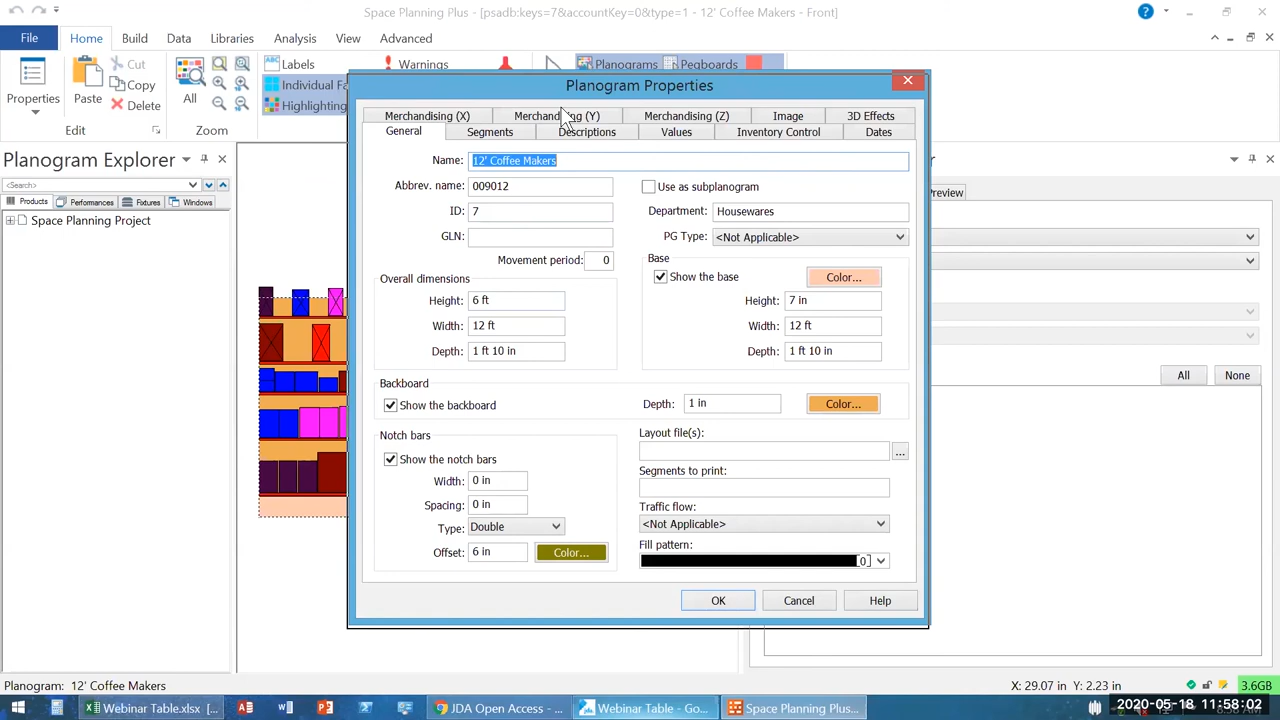 Space Planning Plus - [psadb:keys=7&accountKey=0&type=1 - 12' Coffee Makers - Front]
File Home Build Data Libraries Analysis View Advanced
Properties Paste Cut Copy Delete All Labels Individual Fa Highlighting Warnings Planograms Pegboards
Edit Zoom
Planogram Explorer
<Search>
Products Performances Fixtures Windows
Space Planning Project
Planogram Properties
Merchandising (X) Merchandising (Y) Merchandising (Z) Image 3D Effects
General Segments Descriptions Values Inventory Control Dates
Name: 12' Coffee Makers
Abbrev. name: 009012
Use as subplanogram
ID: 7
Department: Housewares
GLN:
PG Type: <Not Applicable>
Movement period: 0
Base
Show the base Color...
Overall dimensions
Height: 6 ft
Height: 7 in
Width: 12 ft
Width: 12 ft
Depth: 1 ft 10 in
Depth: 1 ft 10 in
Backboard
Show the backboard
Depth: 1 in Color...
Notch bars
Show the notch bars
Width: 0 in
Spacing: 0 in
Type: Double
Offset: 6 in Color...
Layout file(s):
...
Segments to print:
Traffic flow:
<Not Applicable>
Fill pattern:
0
OK Cancel Help
Preview
All None
Planogram: 12' Coffee Makers
X: 29.07 in Y: 2.23 in
3.6GB
Webinar Table.xlsx [... JDA Open Access - ... Webinar Table - Go... Space Planning Plus...
2020-05-18 11:58:02